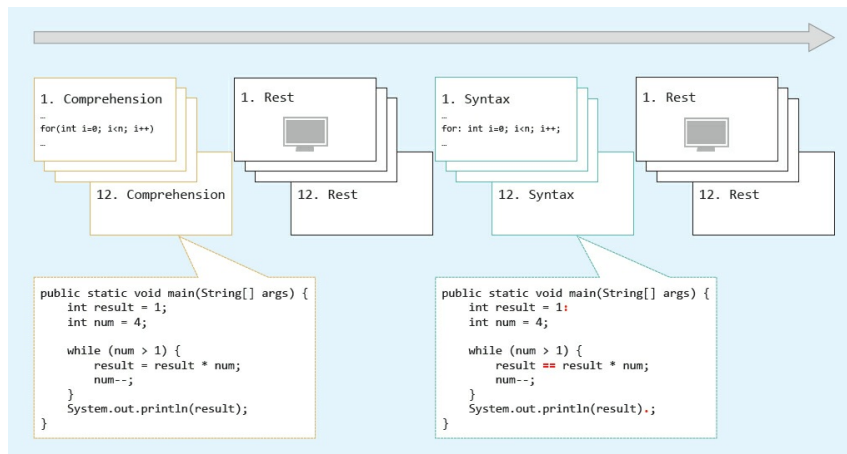 1. Comprehension
…
for(int i=0; i<n; i++)
…
12. Comprehension
1. Rest
12. Rest
1. Syntax
…
for: int i=0; i<n; i++;
…
12. Syntax
1. Rest
12. Rest
public static void main(String[] args) {
    int result = 1;
    int num = 4;
    while (num > 1) {
        result = result * num;
        num--;
    }
    System.out.println(result);
}
public static void main(String[] args) {
    int result = 1:
    int num = 4;
    while (num > 1) {
        result == result * num;
        num--;
    }
    System.out.println(result).;
}